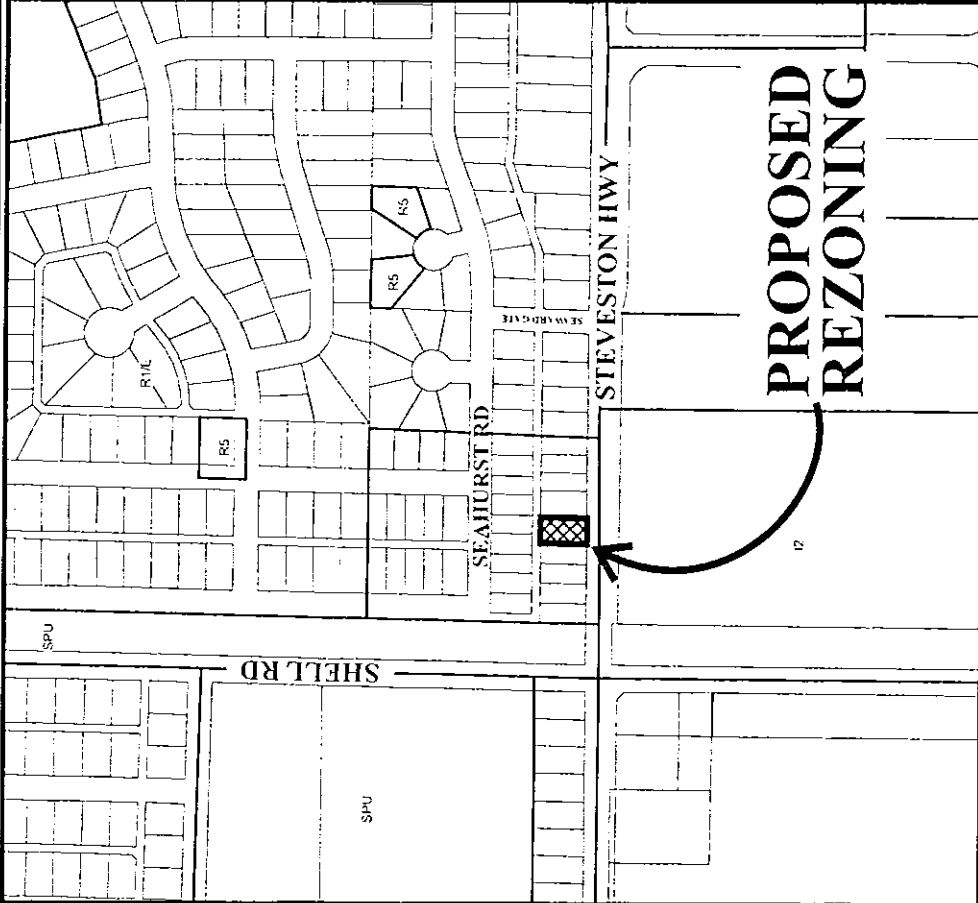 SPU
R1/L
R5
R5
R5
SEAHURST RD
SEAWARD GATE
STEVESTON HWY
SHELL RD
SPU
PROPOSED
REZONING
I2